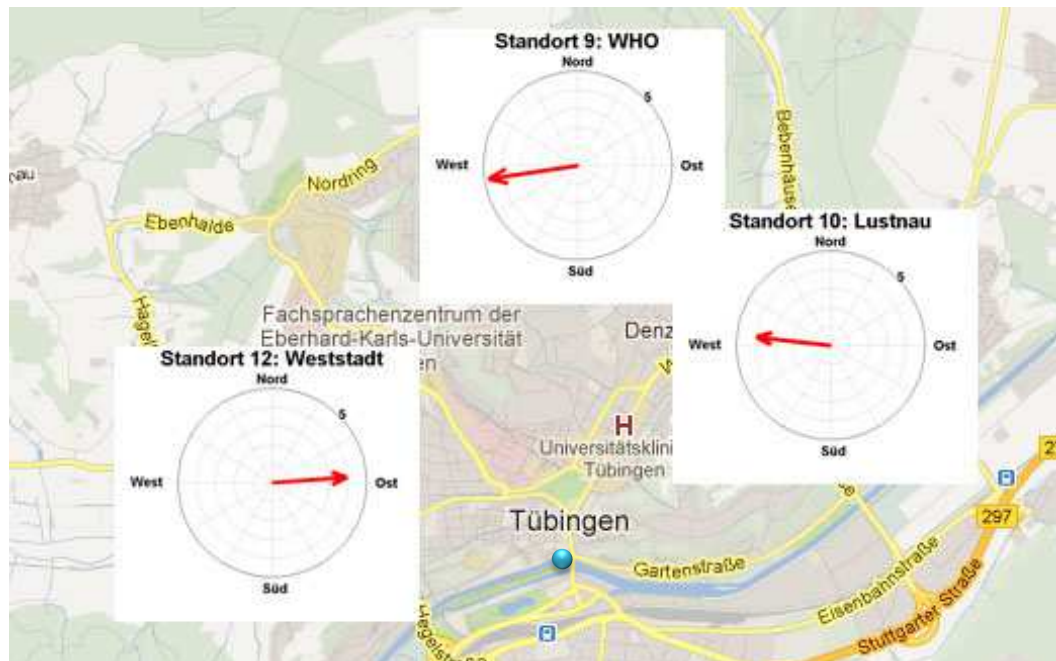 Standort 9: WHO
Nord
5
West
Ost
Süd
Nordring
Ebenhalde
Standort 10: Lustnau
Nord
5
West
Ost
Süd
Fachsprachenzentrum der
Eberhard-Karls-Universität
Standort 12: Weststadt
Nord
5
West
Ost
Süd
H
Universitätsklini
Tübingen
Tübingen
297
Gartenstraße
Eisenbahnstraße
Stuttgarter Straße
Hegelstraße